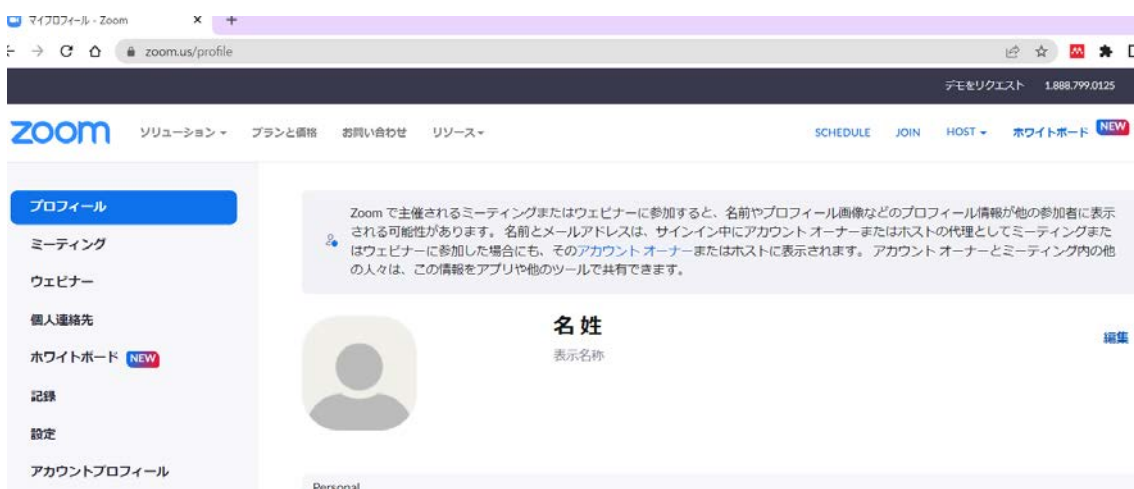 マイプロフィール - Zoom
zoom.us/profile
デモをリクエスト 1.888.799.0125
zoom ソリューション プランと価格 お問い合わせ リソース SCHEDULE JOIN HOST ホワイトボード NEW
プロフィール
ミーティング
ウェビナー
個人連絡先
ホワイトボード NEW
記録
設定
アカウントプロフィール
Zoom で主催されるミーティングまたはウェビナーに参加すると、名前やプロフィール画像などのプロフィール情報が他の参加者に表示
される可能性があります。 名前とメールアドレスは、サインイン中にアカウント オーナーまたはホストの代理としてミーティングまた
はウェビナーに参加した場合にも、そのアカウント オーナーまたはホストに表示されます。 アカウント オーナーとミーティング内の他
の人々は、この情報をアプリや他のツールで共有できます。
名 姓
表示名称
編集
Personal